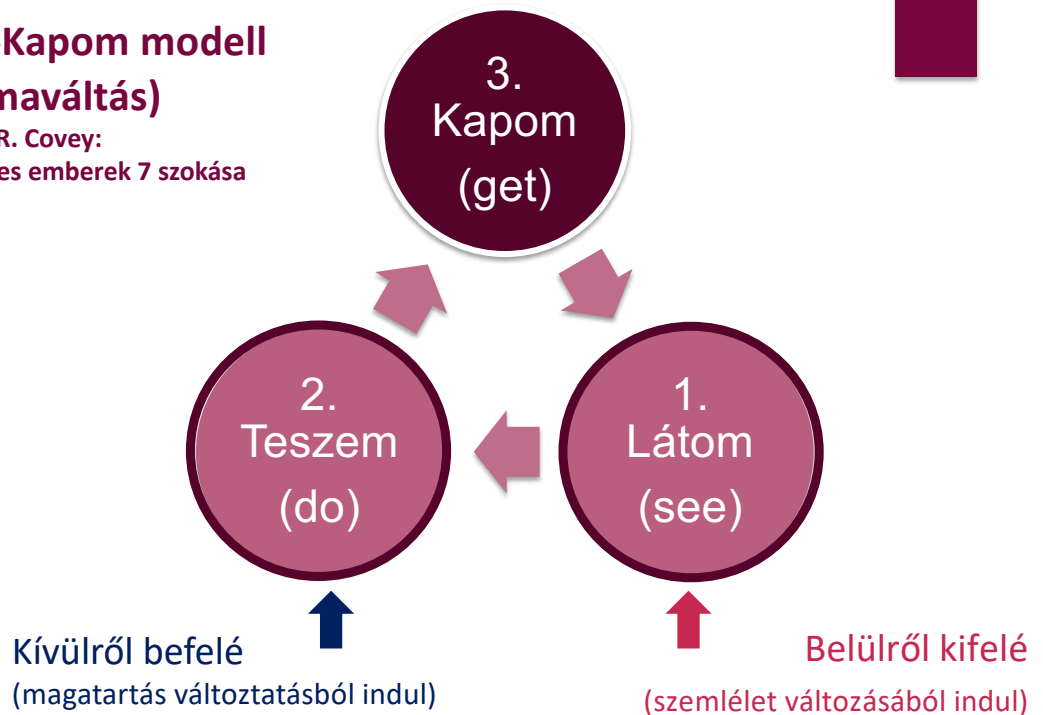 Kapom modell
maváltás)
R. Covey:
es emberek 7 szokása
3.
Kapom
(get)
2.
Teszem
(do)
1.
Látom
(see)
Kívülről befelé
(magatartás változtatásból indul)
Belülről kifelé
(szemlélet változásából indul)